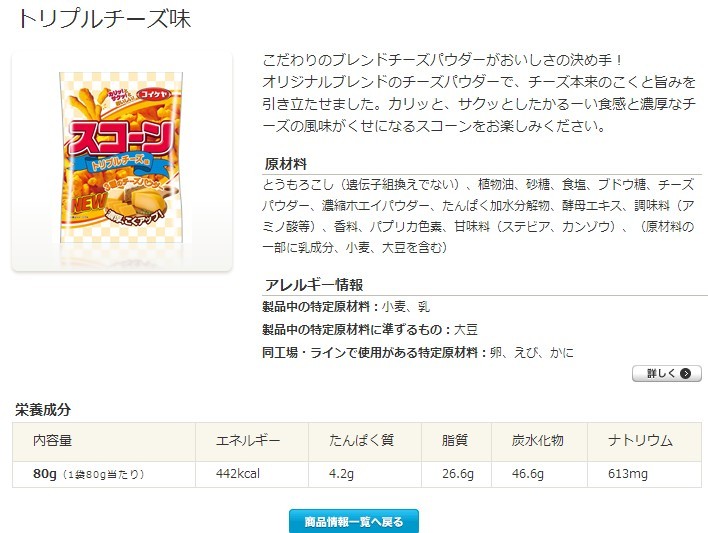 トリプルチーズ味
こだわりのブレンドチーズパウダーがおいしさの決め手！
オリジナルブレンドのチーズパウダーで、チーズ本来のこくと旨みを
引き立たせました。カリッと、サクッとしたかるーい食感と濃厚なチ
ーズの風味がくせになるスコーンをお楽しみください。
カリッ！
サクッ！
コイケヤ
スコーン
トリプルチーズ味
NEW
こくアップ！
原材料
とうもろこし（遺伝子組換えでない）、植物油、砂糖、食塩、ブドウ糖、チーズ
パウダー、濃縮ホエイパウダー、たんぱく加水分解物、酵母エキス、調味料（ア
ミノ酸等）、香料、パプリカ色素、甘味料（ステビア、カンゾウ）、（原材料の
一部に乳成分、小麦、大豆を含む）
アレルギー情報
製品中の特定原材料：小麦、乳
製品中の特定原材料に準ずるもの：大豆
同工場・ラインで使用がある特定原材料：卵、えび、かに
詳しく
栄養成分
内容量 エネルギー たんぱく質 脂質 炭水化物 ナトリウム
80g（1袋80g当たり） 442kcal 4.2g 26.6g 46.6g 613mg
商品情報一覧へ戻る